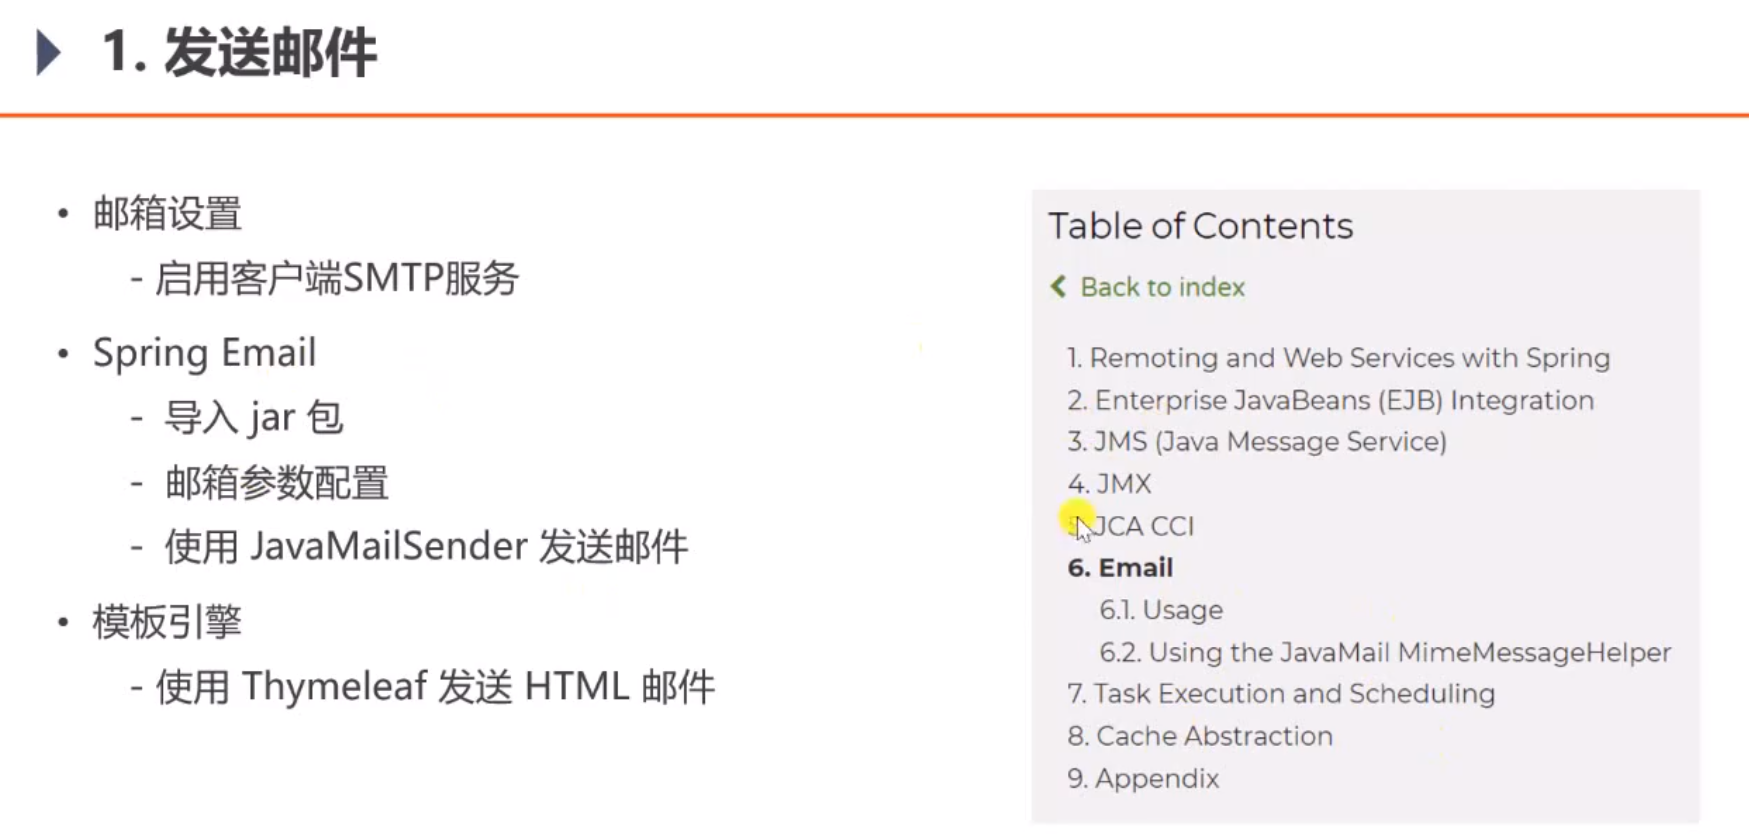 1. 发送邮件
• 邮箱设置
- 启用客户端SMTP服务
• Spring Email
- 导入 jar 包
- 邮箱参数配置
- 使用 JavaMailSender 发送邮件
• 模板引擎
- 使用 Thymeleaf 发送 HTML 邮件
Table of Contents
Back to index
1. Remoting and Web Services with Spring
2. Enterprise JavaBeans (EJB) Integration
3. JMS (Java Message Service)
4. JMX
JCA CCI
6. Email
6.1. Usage
6.2. Using the JavaMail MimeMessageHelper
7. Task Execution and Scheduling
8. Cache Abstraction
9. Appendix